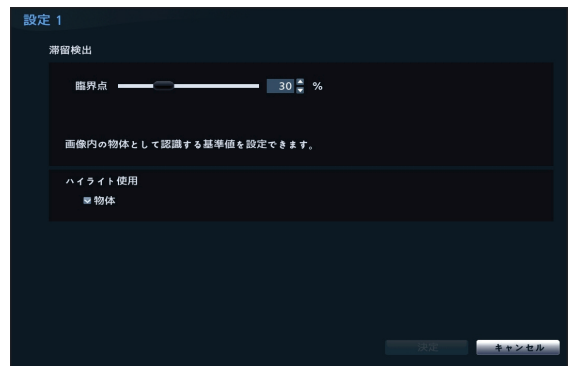 設定 1
滞留検出
臨界点 30 %
画像内の物体として認識する基準値を設定できます。
ハイライト使用
物体
決定 キャンセル